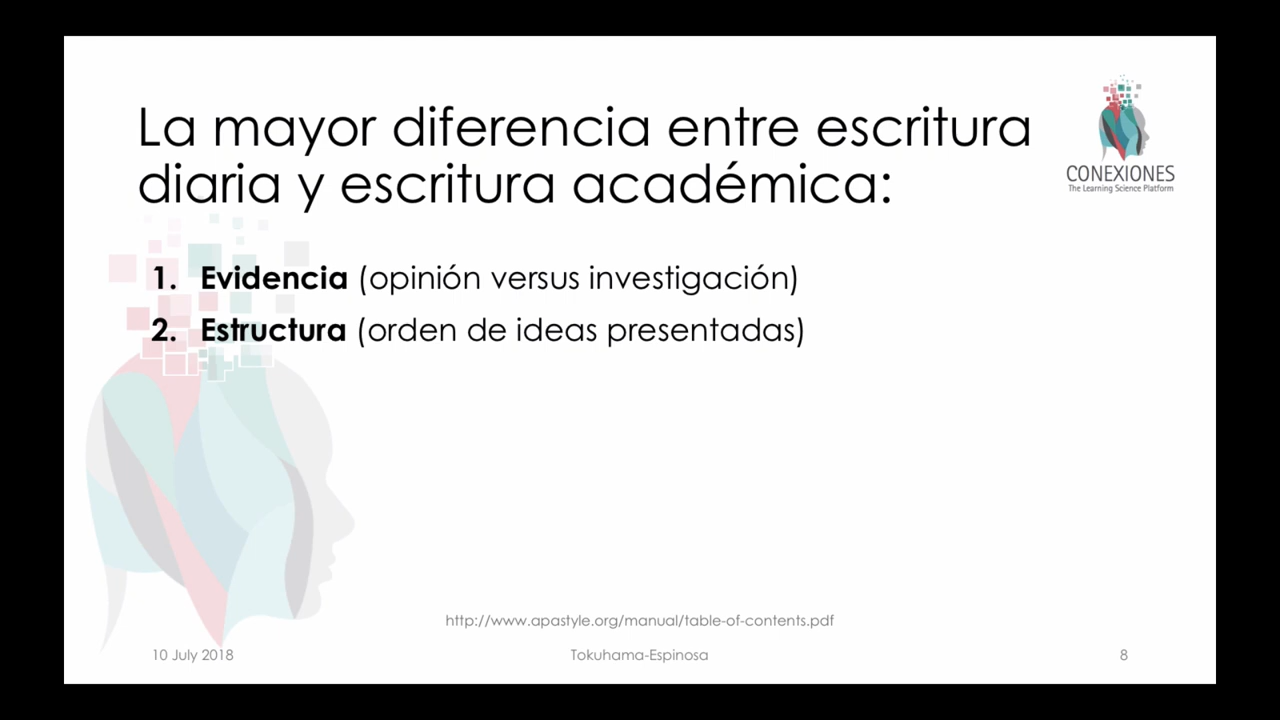 La mayor diferencia entre escritura
diaria y escritura académica:
CONEXIONES
The Learning Science Platform
1. Evidencia (opinión versus investigación)
2. Estructura (orden de ideas presentadas)
http://www.apastyle.org/manual/table-of-contents.pdf
10 July 2018 Tokuhama-Espinosa 8